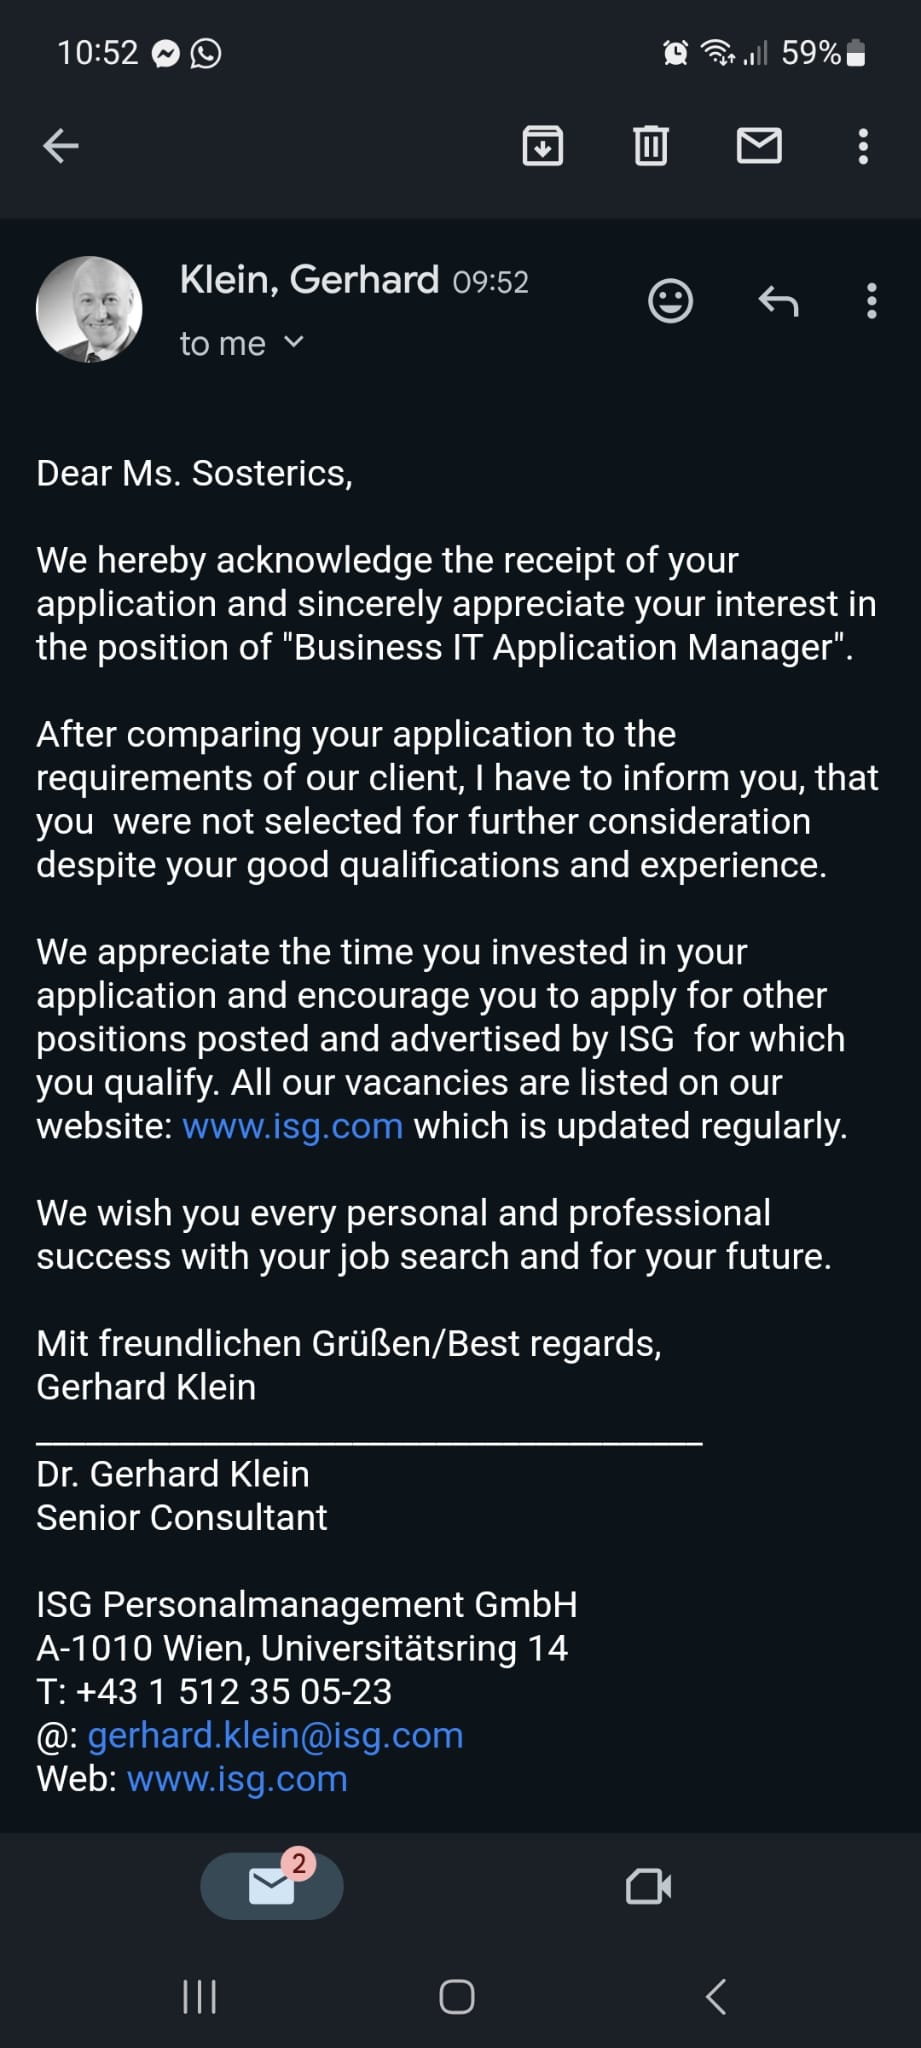 10:52
59%
Klein, Gerhard 09:52
to me
Dear Ms. Sosterics,
We hereby acknowledge the receipt of your
application and sincerely appreciate your interest in
the position of "Business IT Application Manager".
After comparing your application to the
requirements of our client, I have to inform you, that
you  were not selected for further consideration
despite your good qualifications and experience.
We appreciate the time you invested in your
application and encourage you to apply for other
positions posted and advertised by ISG  for which
you qualify. All our vacancies are listed on our
website: www.isg.com which is updated regularly.
We wish you every personal and professional
success with your job search and for your future.
Mit freundlichen Grüßen/Best regards,
Gerhard Klein
______________________________________
Dr. Gerhard Klein
Senior Consultant
ISG Personalmanagement GmbH
A-1010 Wien, Universitätsring 14
T: +43 1 512 35 05-23
@: gerhard.klein@isg.com
Web: www.isg.com
2